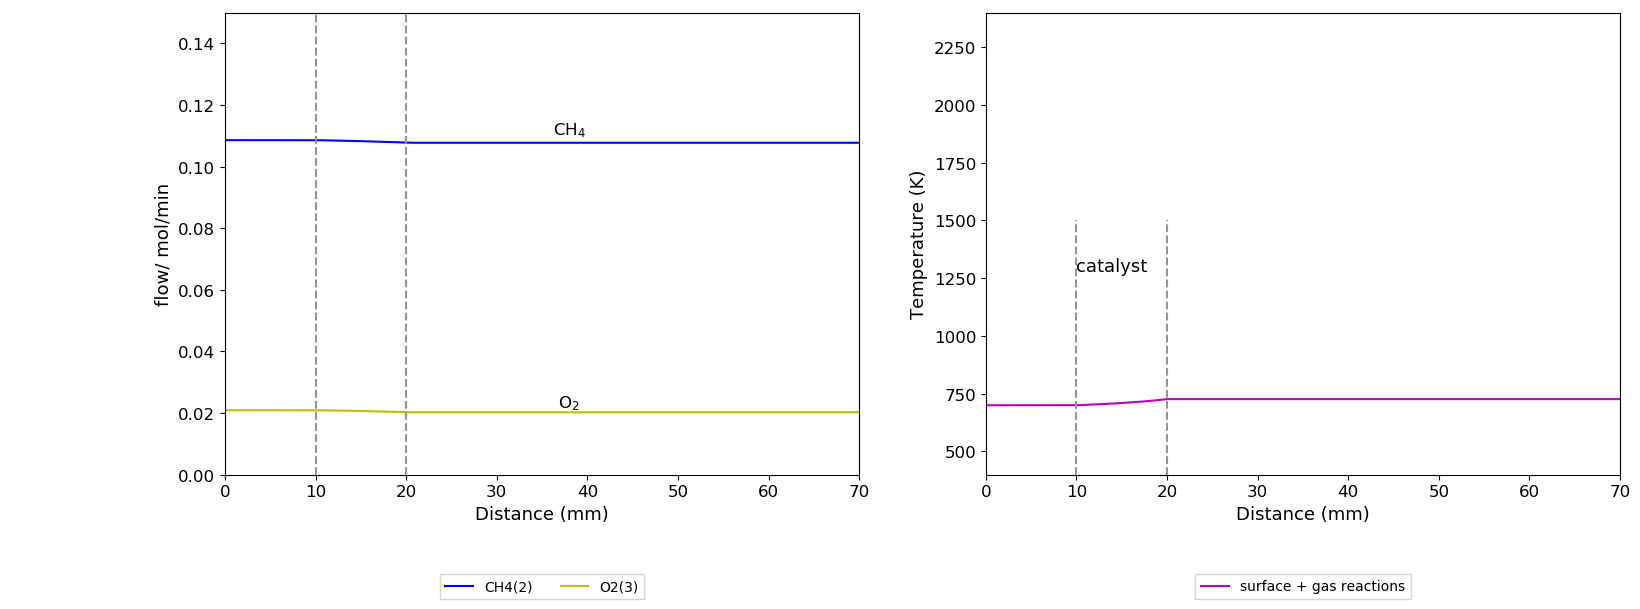 0.14
0.12
0.10
0.08
0.06
0.04
0.02
0.00
flow/ mol/min
CH₄
O₂
0 10 20 30 40 50 60 70
Distance (mm)
CH4(2) O2(3)
2250
2000
1750
1500
1250
1000
750
500
Temperature (K)
catalyst
0 10 20 30 40 50 60 70
Distance (mm)
surface + gas reactions